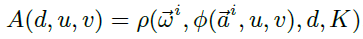 A(d, u, v) = ρ(ω⃗ⁱ, ϕ(a⃗ⁱ, u, v), d, K)